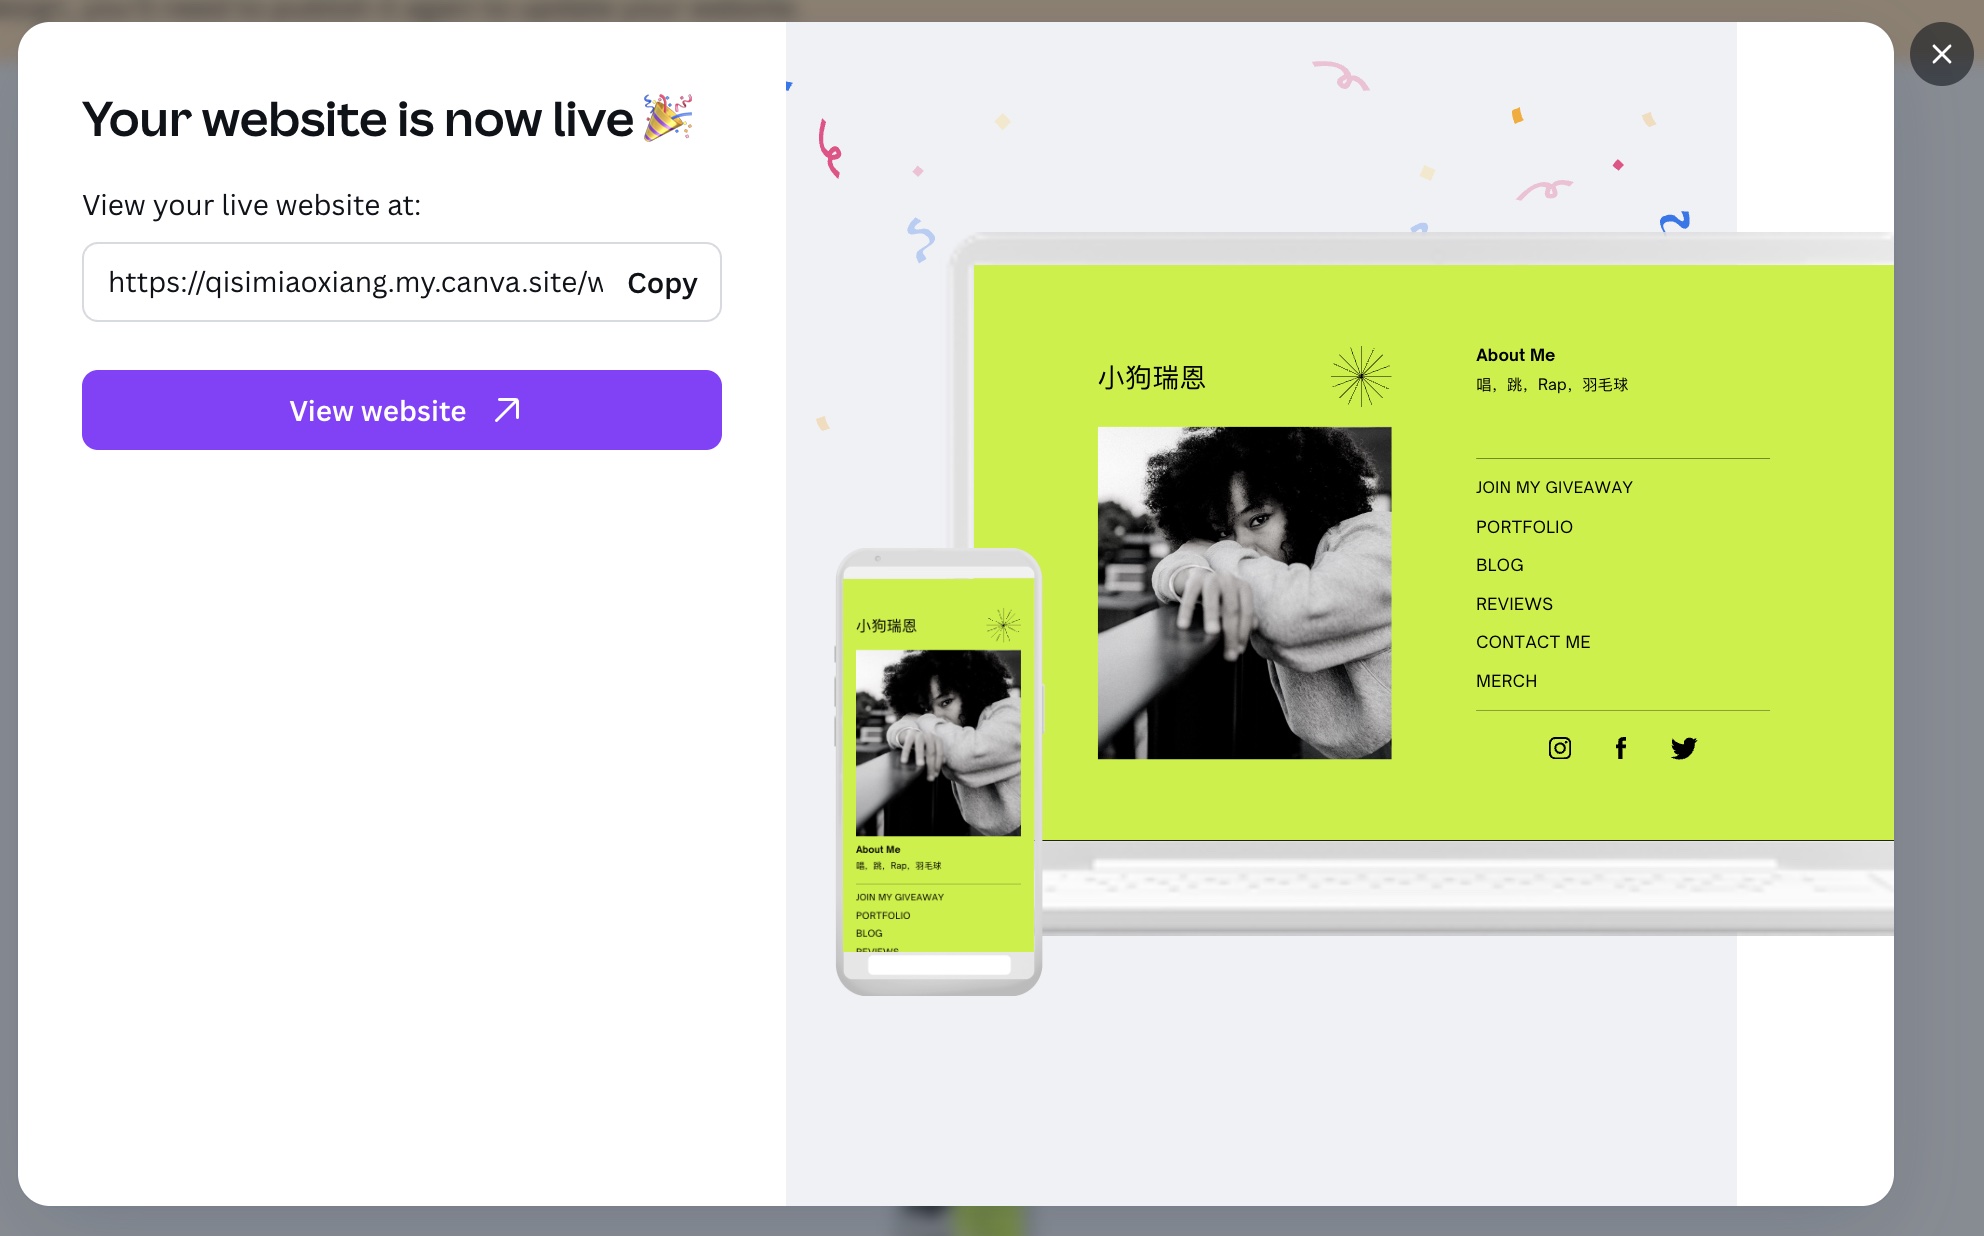 Your website is now live
View your live website at:
https://qisimiaoxiang.my.canva.site/w
Copy
View website
小狗瑞恩
About Me
唱，跳，Rap，羽毛球
JOIN MY GIVEAWAY
PORTFOLIO
BLOG
REVIEWS
CONTACT ME
MERCH
小狗瑞恩
About Me
唱，跳，Rap，羽毛球
JOIN MY GIVEAWAY
PORTFOLIO
BLOG
REVIEWS